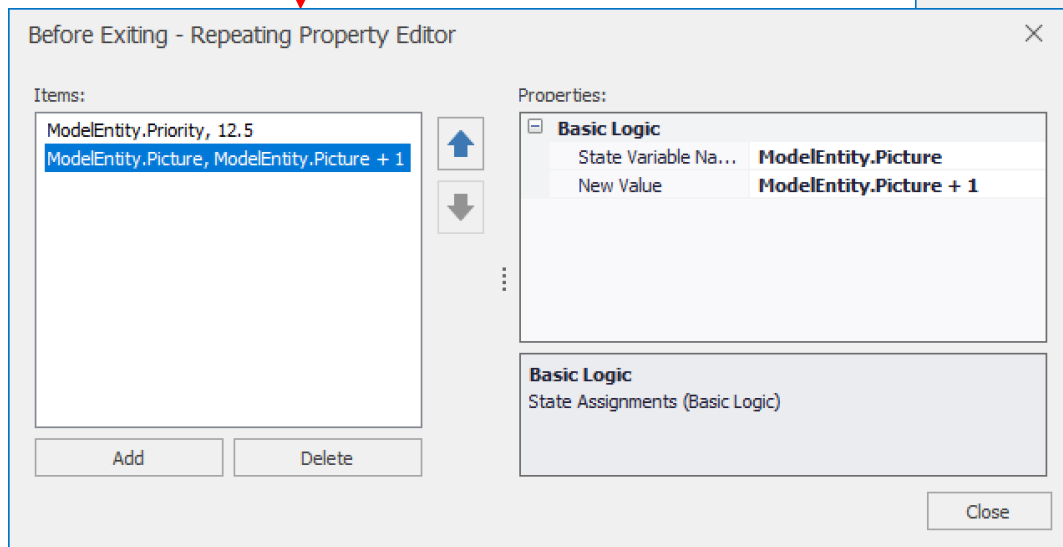 Before Exiting - Repeating Property Editor
Items:
Properties:
ModelEntity.Priority, 12.5
ModelEntity.Picture, ModelEntity.Picture + 1
Basic Logic
State Variable Na... ModelEntity.Picture
New Value ModelEntity.Picture + 1
Basic Logic
State Assignments (Basic Logic)
Add
Delete
Close